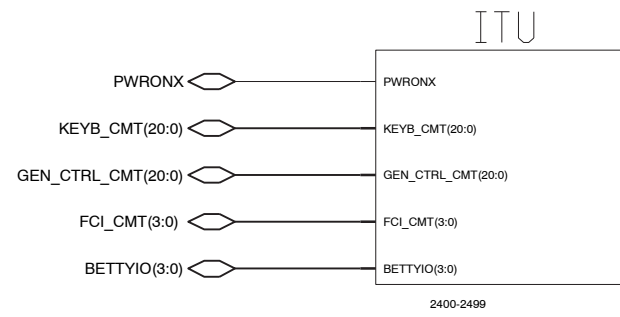 ITU
PWRONX PWRONX
KEYB_CMT(20:0) KEYB_CMT(20:0)
GEN_CTRL_CMT(20:0) GEN_CTRL_CMT(20:0)
FCI_CMT(3:0) FCI_CMT(3:0)
BETTYIO(3:0) BETTYIO(3:0)
2400-2499